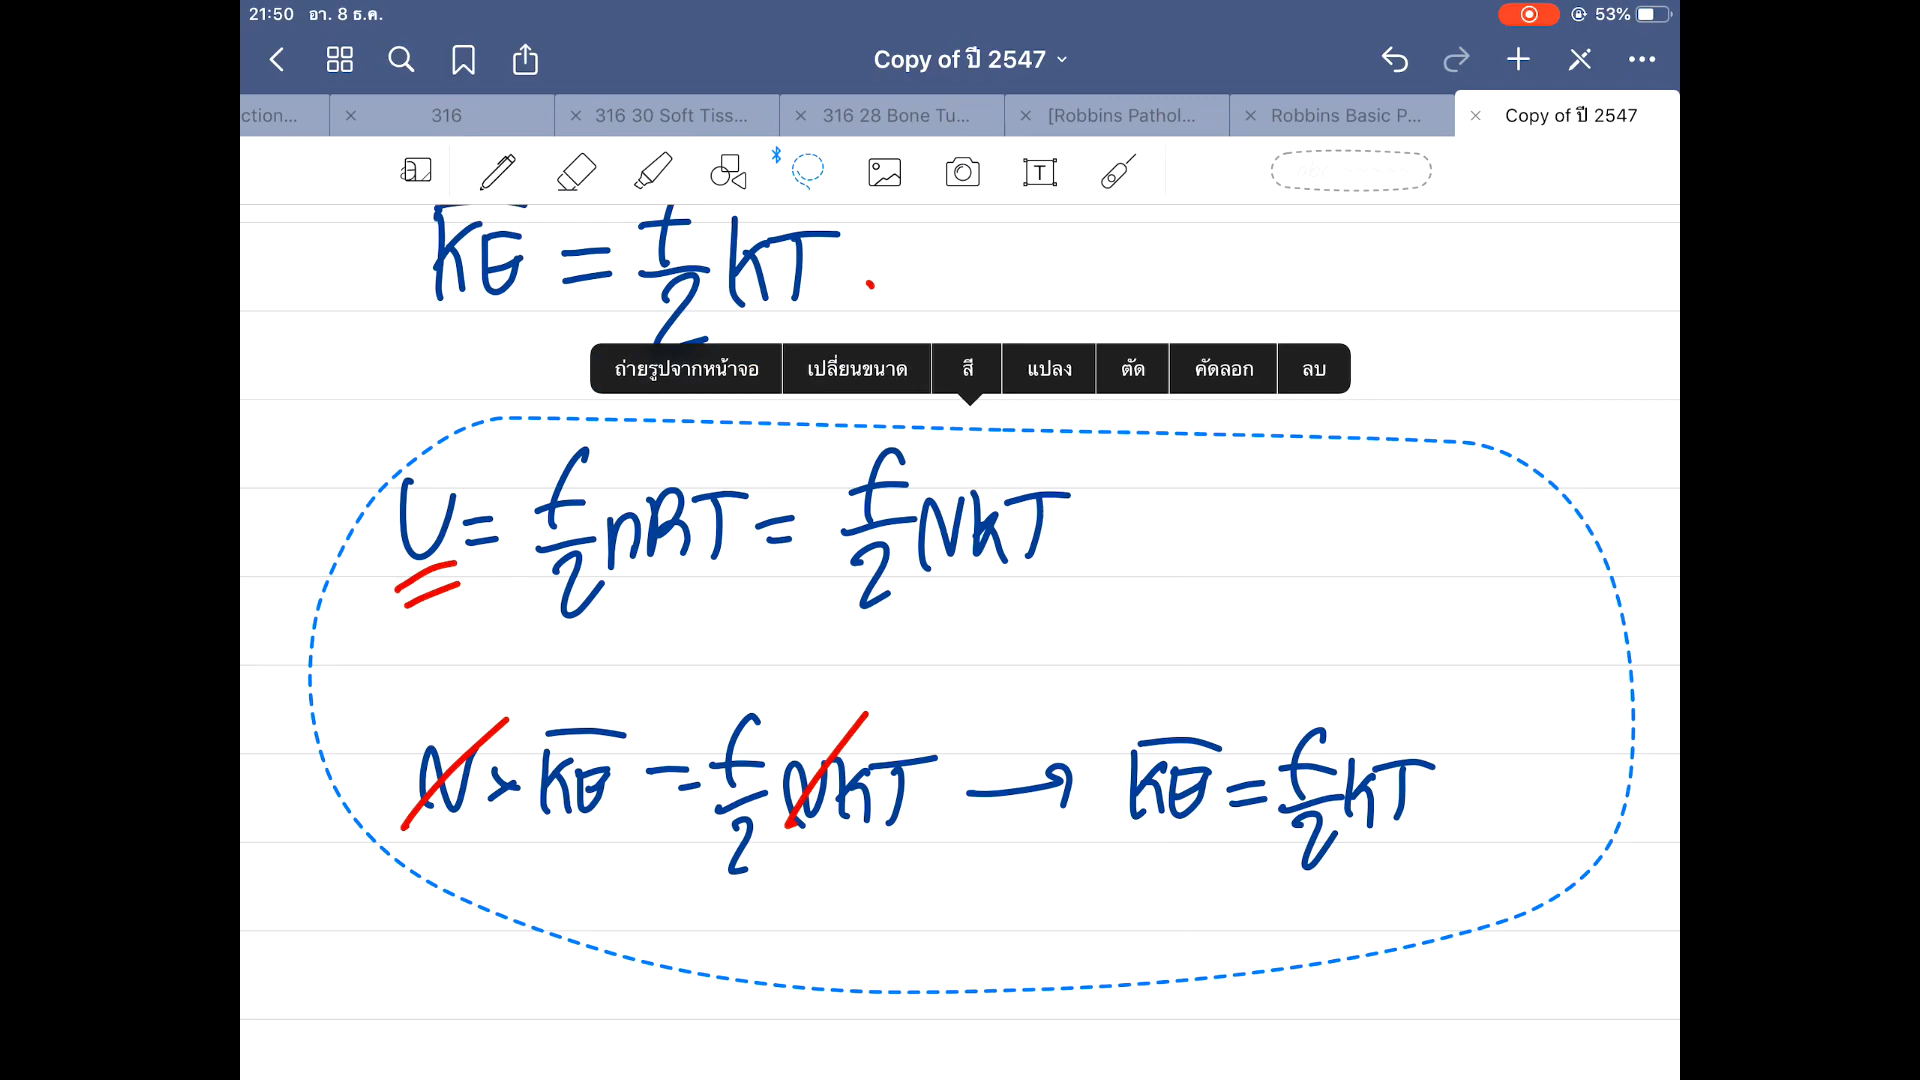 21:50 อา. 8 ธ.ค. 53%
Copy of ปี 2547
ction... 316 316 30 Soft Tiss... 316 28 Bone Tu... [Robbins Pathol... Robbins Basic P... Copy of ปี 2547
K̅E̅ = f/2 kT .
ถ่ายรูปจากหน้าจอ เปลี่ยนขนาด สี แปลง ตัด คัดลอก ลบ
U = f/2 nRT = f/2 NkT
N × K̅E̅ = f/2 NkT → K̅E̅ = f/2 kT